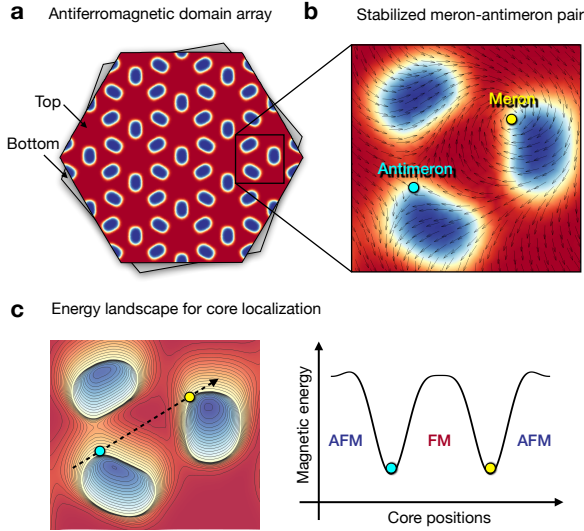 a Antiferromagnetic domain array
Top
Bottom
b Stabilized meron-antimeron pair
Meron
Antimeron
c Energy landscape for core localization
Magnetic energy
AFM FM AFM
Core positions